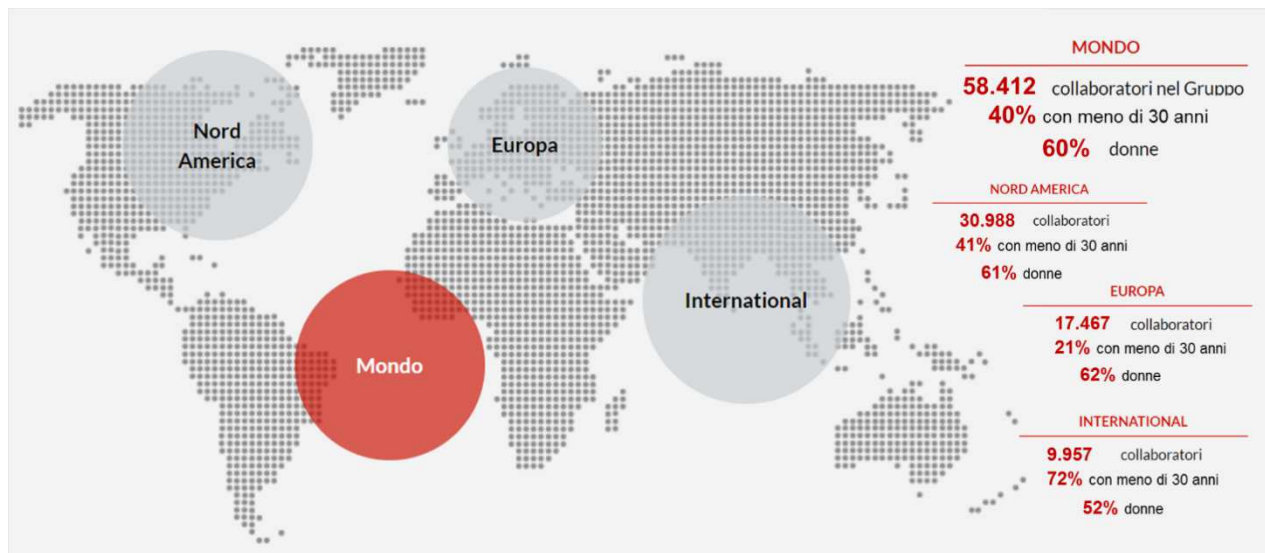 Nord
America
Europa
International
Mondo
MONDO
58.412 collaboratori nel Gruppo
40% con meno di 30 anni
60% donne
NORD AMERICA
30.988 collaboratori
41% con meno di 30 anni
61% donne
EUROPA
17.467 collaboratori
21% con meno di 30 anni
62% donne
INTERNATIONAL
9.957 collaboratori
72% con meno di 30 anni
52% donne